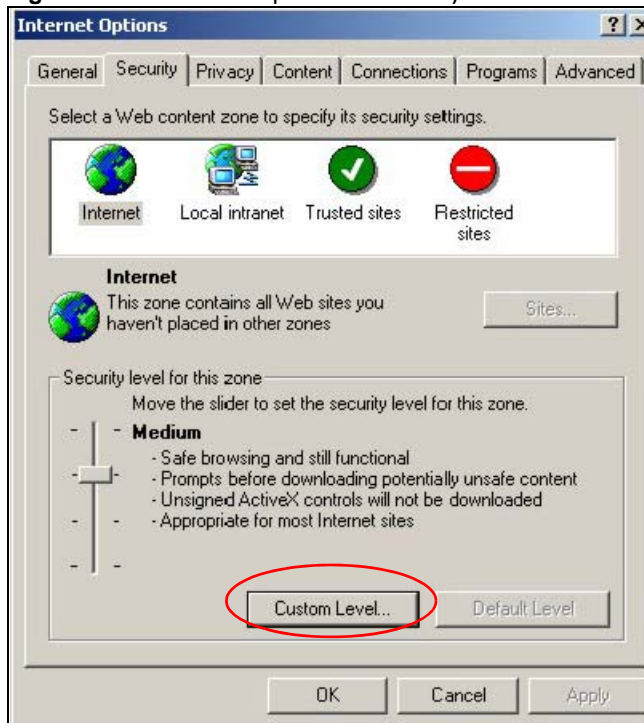 Internet Options
General Security Privacy Content Connections Programs Advanced
Select a Web content zone to specify its security settings.
Internet Local intranet Trusted sites Restricted sites
Internet
This zone contains all Web sites you
haven't placed in other zones
Sites...
Security level for this zone
Move the slider to set the security level for this zone.
Medium
- Safe browsing and still functional
- Prompts before downloading potentially unsafe content
- Unsigned ActiveX controls will not be downloaded
- Appropriate for most Internet sites
Custom Level... Default Level
OK Cancel Apply